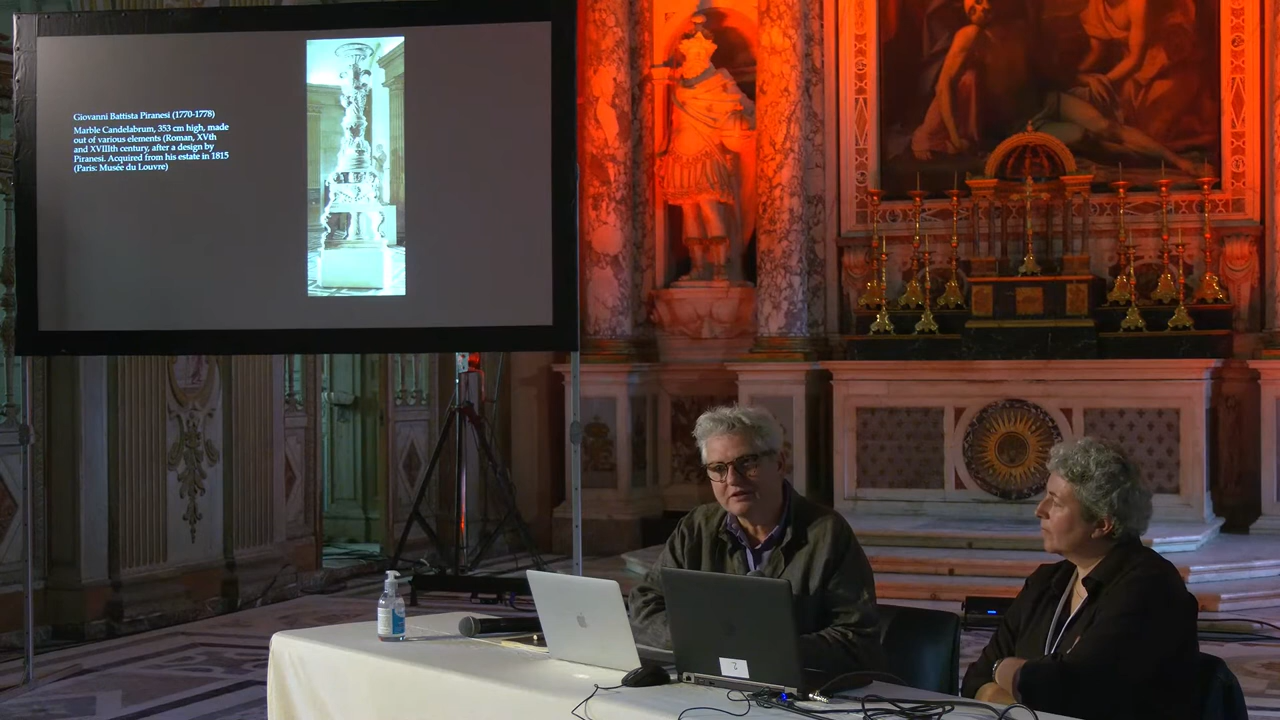 Giovanni Battista Piranesi (1770-1778)
Marble Candelabrum, 353 cm high, made
out of various elements (Roman, XVth
and XVIIIth century, after a design by
Piranesi. Acquired from his estate in 1815
(Paris: Musée du Louvre)